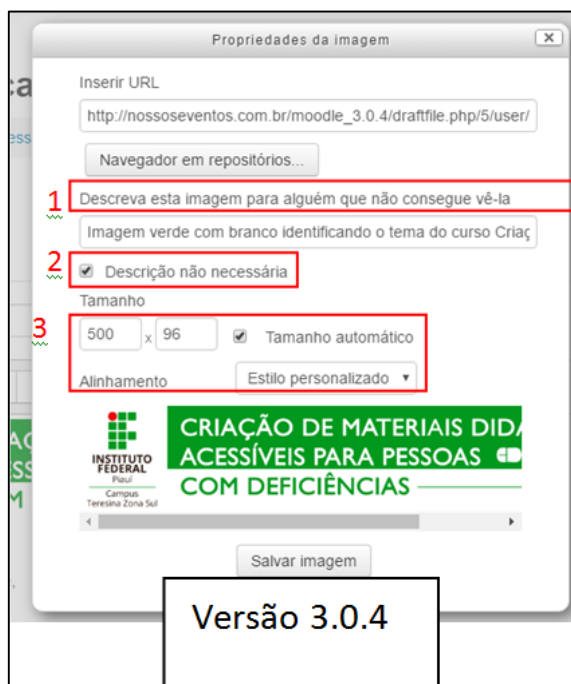 Propriedades da imagem
x
ca
Inserir URL
http://nossoseventos.com.br/moodle_3.0.4/draftfile.php/5/user/
ess
Navegador em repositórios...
1 Descreva esta imagem para alguém que não consegue vê-la
Imagem verde com branco identificando o tema do curso Criaç
2 Descrição não necessária
Tamanho
3 500 x 96 Tamanho automático
Alinhamento Estilo personalizado
INSTITUTO
FEDERAL
Piauí
Campus
Teresina Zona Sul
CRIAÇÃO DE MATERIAIS DID
ACESSÍVEIS PARA PESSOAS
COM DEFICIÊNCIAS
Salvar imagem
Versão 3.0.4